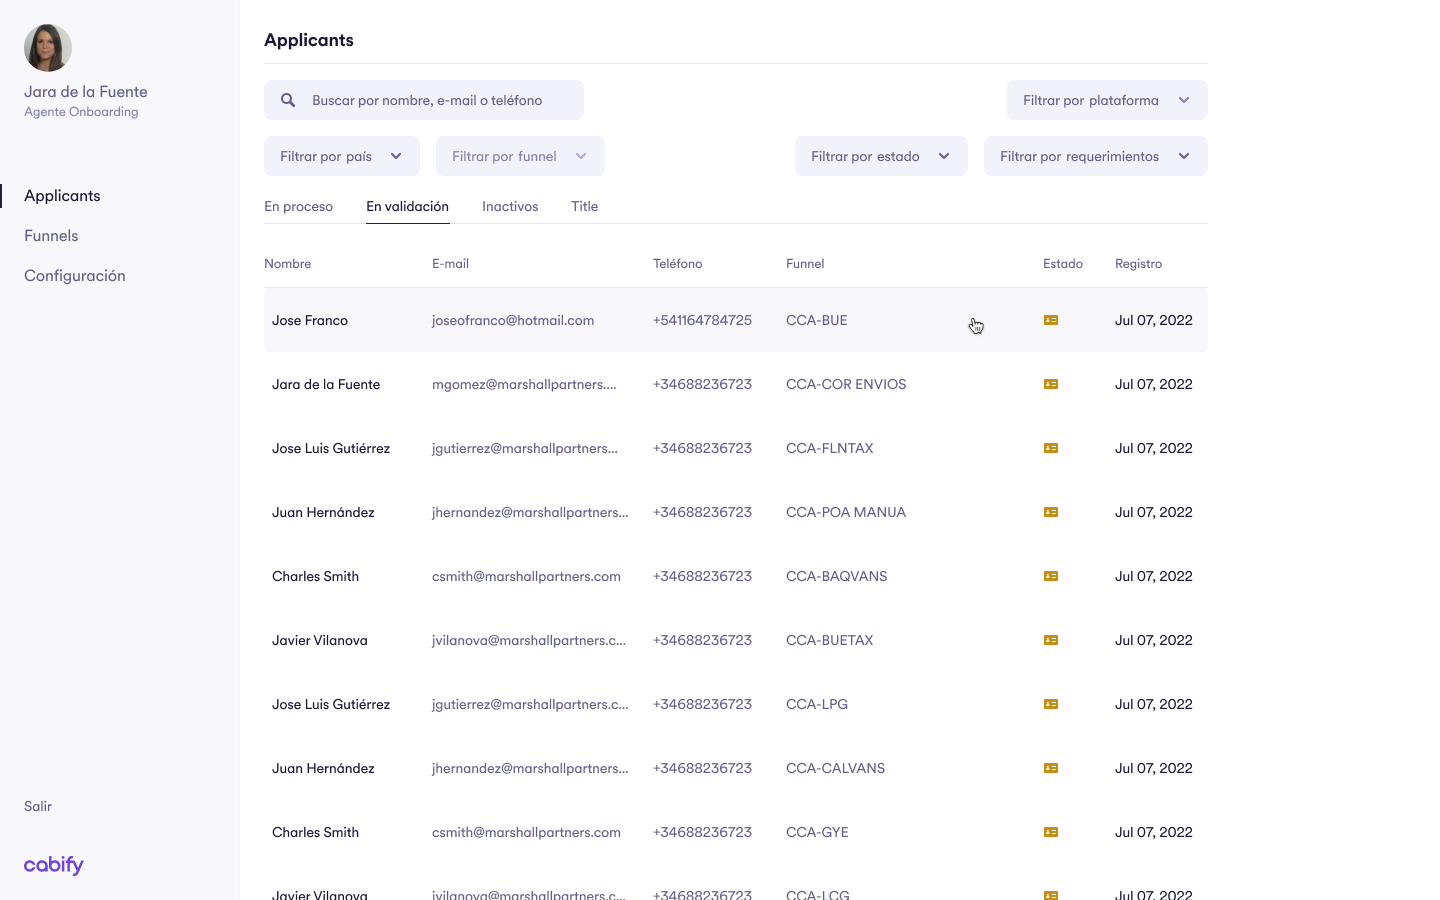 Jara de la Fuente
Agente Onboarding
Applicants
Funnels
Configuración
Salir
cabify
Applicants
Buscar por nombre, e-mail o teléfono
Filtrar por plataforma
Filtrar por país
Filtrar por funnel
Filtrar por estado
Filtrar por requerimientos
En proceso En validación Inactivos Title
Nombre E-mail Teléfono Funnel Estado Registro
Jose Franco joseofranco@hotmail.com +541164784725 CCA-BUE Jul 07, 2022
Jara de la Fuente mgomez@marshallpartners.... +34688236723 CCA-COR ENVIOS Jul 07, 2022
Jose Luis Gutiérrez jgutierrez@marshallpartners... +34688236723 CCA-FLNTAX Jul 07, 2022
Juan Hernández jhernandez@marshallpartners... +34688236723 CCA-POA MANUA Jul 07, 2022
Charles Smith csmith@marshallpartners.com +34688236723 CCA-BAQVANS Jul 07, 2022
Javier Vilanova jvilanova@marshallpartners.c... +34688236723 CCA-BUETAX Jul 07, 2022
Jose Luis Gutiérrez jgutierrez@marshallpartners.c... +34688236723 CCA-LPG Jul 07, 2022
Juan Hernández jhernandez@marshallpartners... +34688236723 CCA-CALVANS Jul 07, 2022
Charles Smith csmith@marshallpartners.com +34688236723 CCA-GYE Jul 07, 2022
Javier Vilanova jvilanova@marshallpartners.c... +34688236723 CCA-LCG Jul 07, 2022